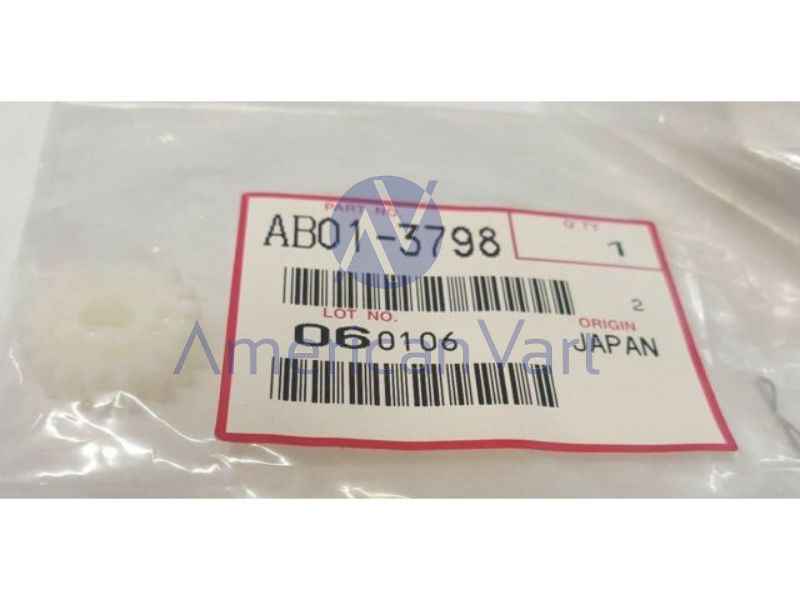 PART NO.
Q'TY
AB01-3798
1
2
LOT NO.
ORIGIN
060106
JAPAN
American Vart